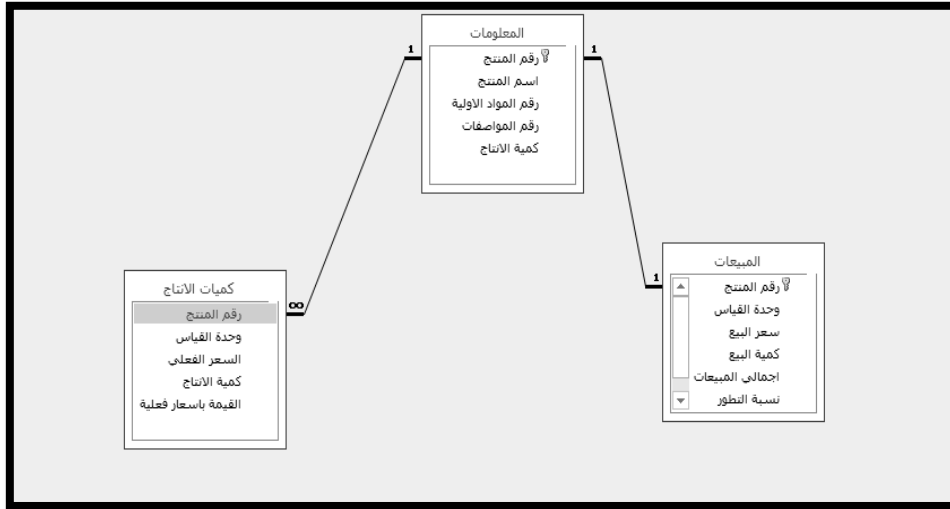 المعلومات
رقم المنتج
اسم المنتج
رقم المواد الاولية
رقم المواصفات
كمية الانتاج
1
1
المبيعات
رقم المنتج
وحدة القياس
سعر البيع
كمية البيع
اجمالي المبيعات
نسبة التطور
1
كميات الانتاج
رقم المنتج
وحدة القياس
السعر الفعلي
كمية الانتاج
القيمة باسعار فعلية
∞